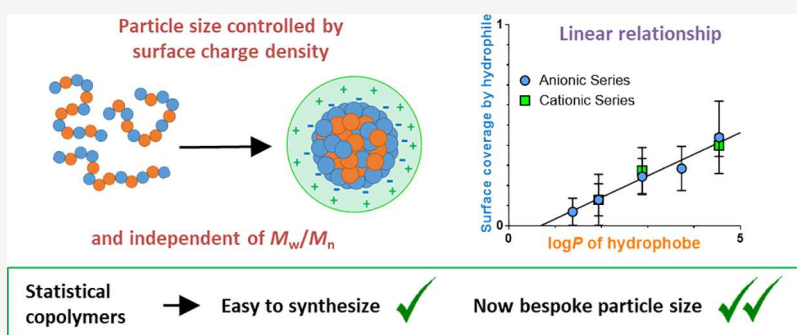 Particle size controlled by
surface charge density
and independent of Mw/Mn
Linear relationship
Surface coverage by hydrophile
1
0
Anionic Series
Cationic Series
0
5
logP of hydrophobe
Statistical
copolymers
Easy to synthesize
Now bespoke particle size